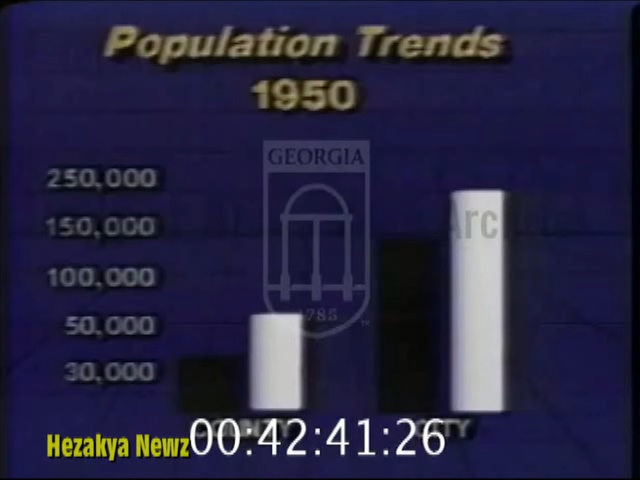 Population Trends
1950
GEORGIA
250,000
150,000
100,000
50,000
30,000
1785
CITY
Hezakya Newz
00:42:41:26